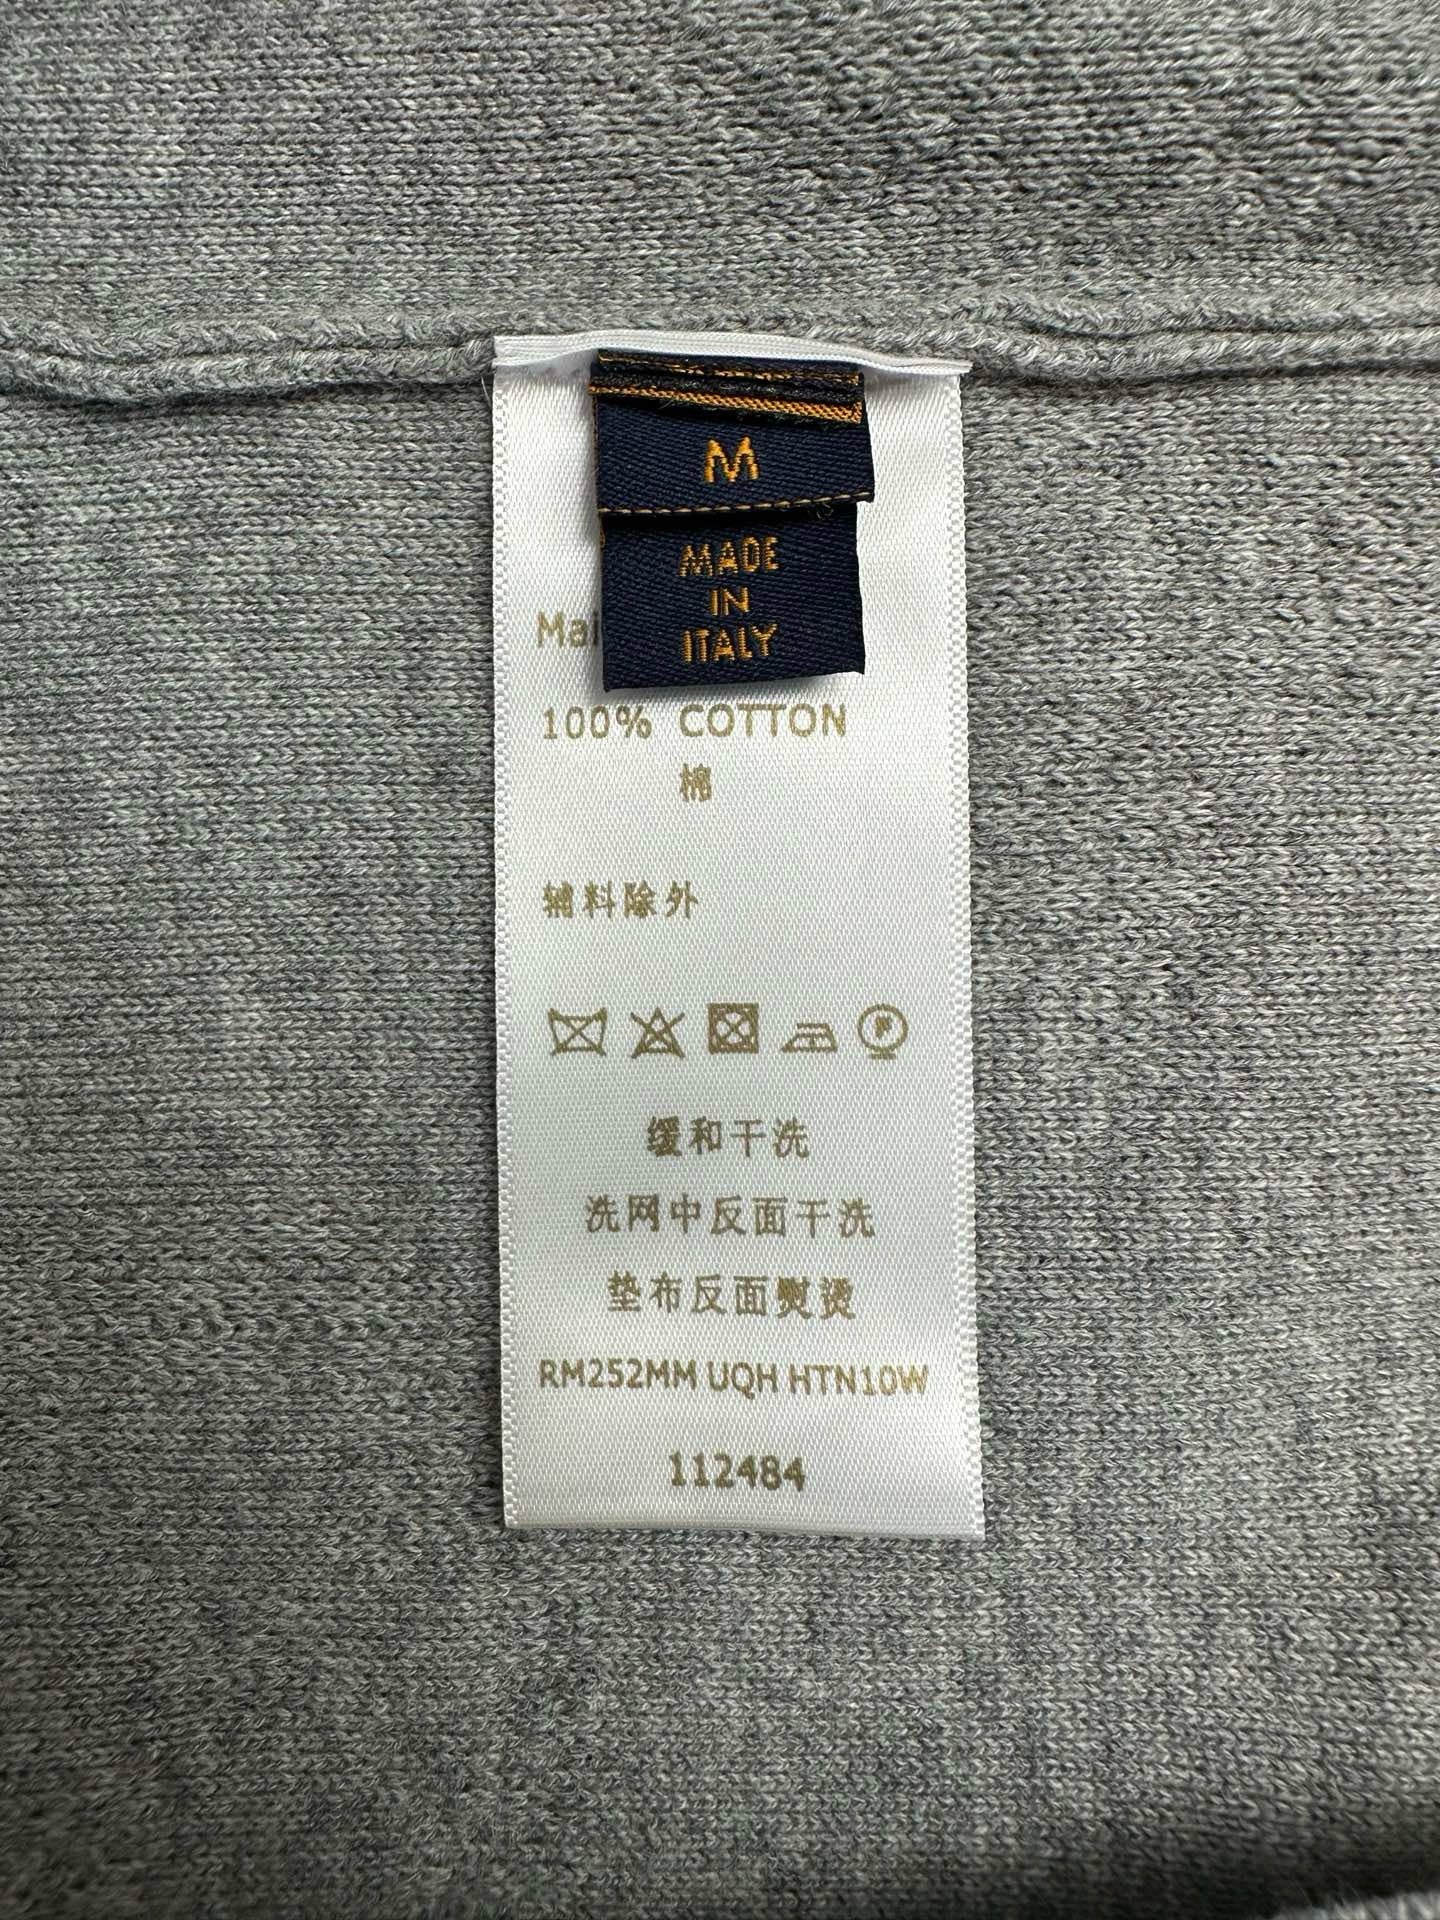 M
MADE
IN
ITALY
100% COTTON
棉
辅料除外
P
缓和干洗
洗网中反面干洗
垫布反面熨烫
RM252MM UQH HTN10W
112484